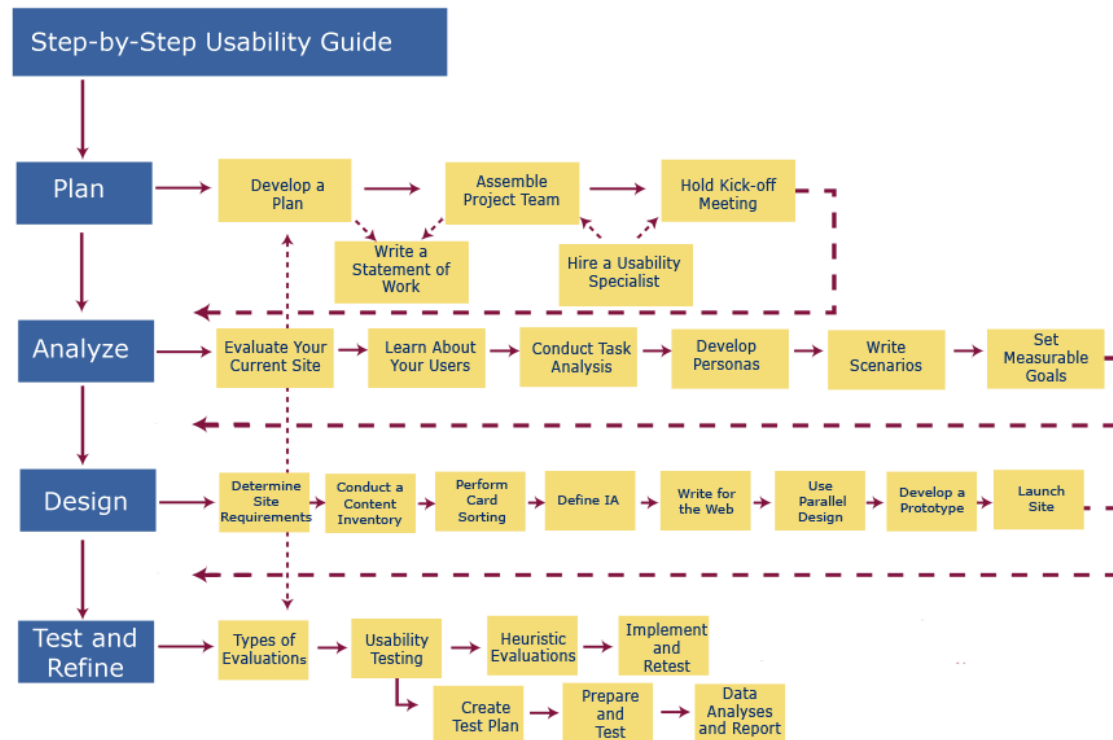 Step-by-Step Usability Guide
Plan
Develop a
Plan
Assemble
Project Team
Hold Kick-off
Meeting
Write a
Statement of
Work
Hire a Usability
Specialist
Analyze
Evaluate Your
Current Site
Learn About
Your Users
Conduct Task
Analysis
Develop
Personas
Write
Scenarios
Set
Measurable
Goals
Design
Determine
Site
Requirements
Conduct a
Content
Inventory
Perform
Card
Sorting
Define IA
Write for
the Web
Use
Parallel
Design
Develop a
Prototype
Launch
Site
Test and
Refine
Types of
Evaluations
Usability
Testing
Heuristic
Evaluations
Implement
and
Retest
Create
Test Plan
Prepare
and
Test
Data
Analyses
and Report